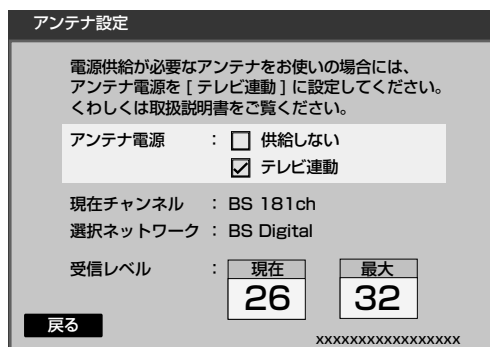 アンテナ設定
電源供給が必要なアンテナをお使いの場合には、
アンテナ電源を [ テレビ連動 ] に設定してください。
くわしくは取扱説明書をご覧ください。
アンテナ電源 : 供給しない
テレビ連動
現在チャンネル : BS 181ch
選択ネットワーク : BS Digital
受信レベル : 現在 最大
26 32
戻る
xxxxxxxxxxxxxxxxx